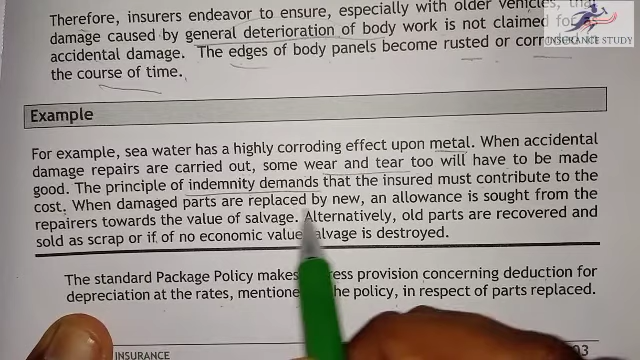 Therefore, insurers endeavor to ensure, especially with older vehicles, that
damage caused by general deterioration of body work is not claimed fo
accidental damage. The edges of body panels become rusted or corr
the course of time.
INSURANCE STUDY
Example
For example, sea water has a highly corroding effect upon metal. When accidental
damage repairs are carried out, some wear and tear too will have to be made
good. The principle of indemnity demands that the insured must contribute to the
cost. When damaged parts are replaced by new, an allowance is sought from the
repairers towards the value of salvage. Alternatively, old parts are recovered and
sold as scrap or if of no economic value salvage is destroyed.
The standard Package Policy makes provision concerning deduction for
depreciation at the rates, mentione the policy, in respect of parts replaced.
INSURANCE